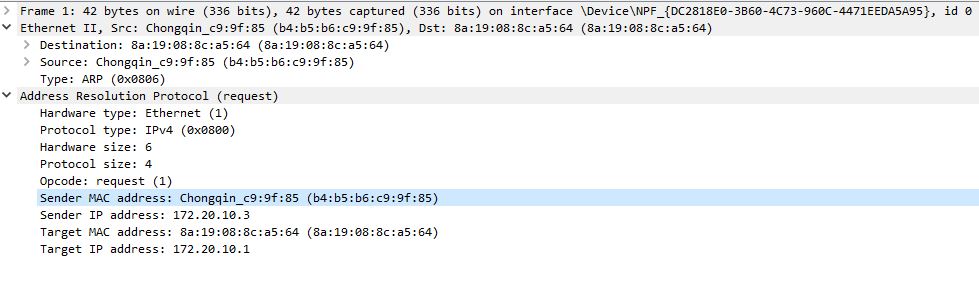 Frame 1: 42 bytes on wire (336 bits), 42 bytes captured (336 bits) on interface \Device\NPF_{DC2818E0-3B60-4C73-960C-4471EEDA5A95}, id 0
Ethernet II, Src: Chongqin_c9:9f:85 (b4:b5:b6:c9:9f:85), Dst: 8a:19:08:8c:a5:64 (8a:19:08:8c:a5:64)
Destination: 8a:19:08:8c:a5:64 (8a:19:08:8c:a5:64)
Source: Chongqin_c9:9f:85 (b4:b5:b6:c9:9f:85)
Type: ARP (0x0806)
Address Resolution Protocol (request)
Hardware type: Ethernet (1)
Protocol type: IPv4 (0x0800)
Hardware size: 6
Protocol size: 4
Opcode: request (1)
Sender MAC address: Chongqin_c9:9f:85 (b4:b5:b6:c9:9f:85)
Sender IP address: 172.20.10.3
Target MAC address: 8a:19:08:8c:a5:64 (8a:19:08:8c:a5:64)
Target IP address: 172.20.10.1